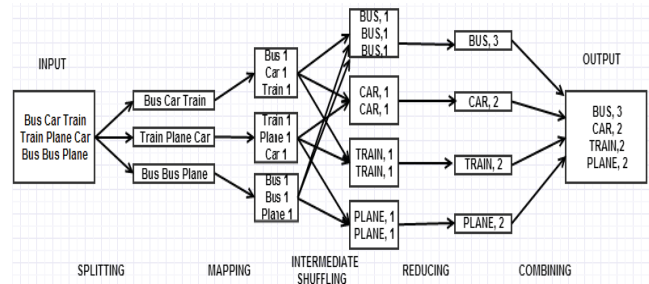 INPUT
Bus Car Train
Train Plane Car
Bus Bus Plane
Bus Car Train
Train Plane Car
Bus Bus Plane
Bus 1
Car 1
Train 1
Train 1
Plane 1
Car 1
Bus 1
Bus 1
Plane 1
BUS, 1
BUS,1
BUS,1
CAR, 1
CAR, 1
TRAIN, 1
TRAIN, 1
PLANE, 1
PLANE, 1
BUS, 3
CAR, 2
TRAIN, 2
PLANE, 2
OUTPUT
BUS, 3
CAR, 2
TRAIN,2
PLANE, 2
SPLITTING
MAPPING
INTERMEDIATE
SHUFFLING
REDUCING
COMBINING